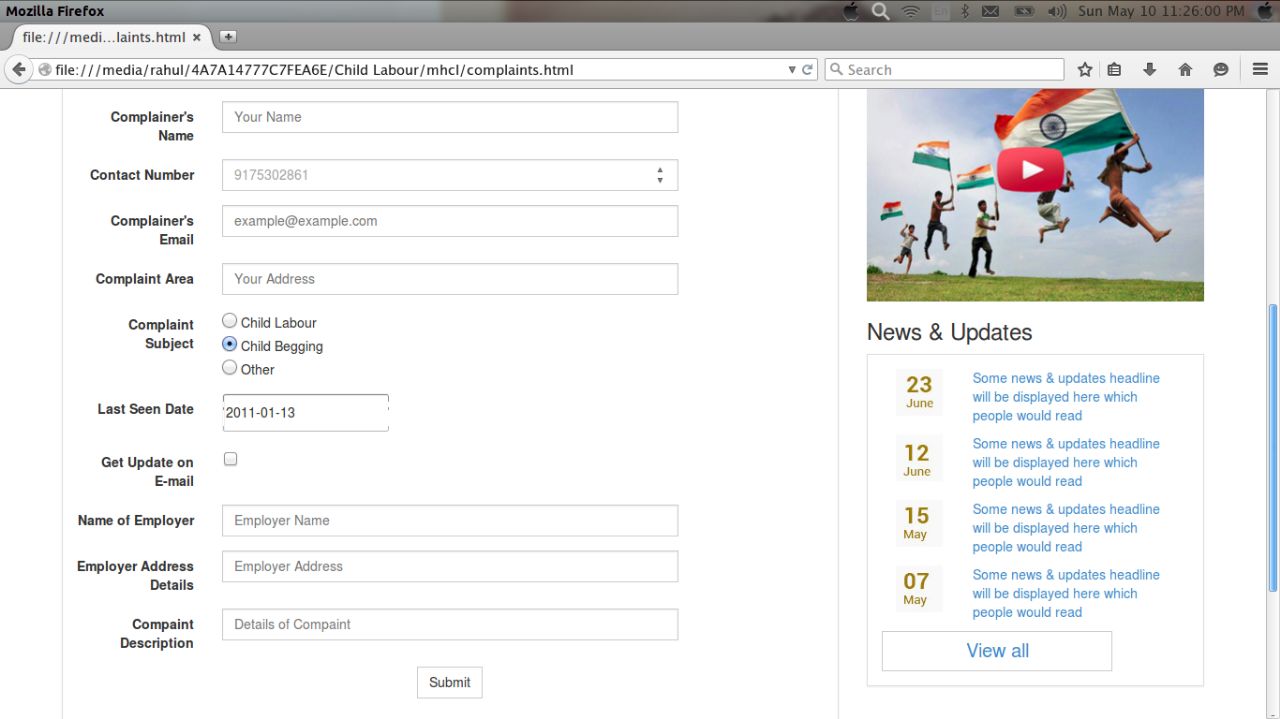 Mozilla Firefox
Sun May 10 11:26:00 PM
file:///medi...laints.html
file:///media/rahul/4A7A14777C7FEA6E/Child Labour/mhcl/complaints.html
Search
Complainer's
Name
Your Name
Contact Number
9175302861
Complainer's
Email
example@example.com
Complaint Area
Your Address
Complaint
Subject
Child Labour
Child Begging
Other
Last Seen Date
2011-01-13
Get Update on
E-mail
Name of Employer
Employer Name
Employer Address
Details
Employer Address
Compaint
Description
Details of Compaint
Submit
News & Updates
23
June
Some news & updates headline
will be displayed here which
people would read
12
June
Some news & updates headline
will be displayed here which
people would read
15
May
Some news & updates headline
will be displayed here which
people would read
07
May
Some news & updates headline
will be displayed here which
people would read
View all